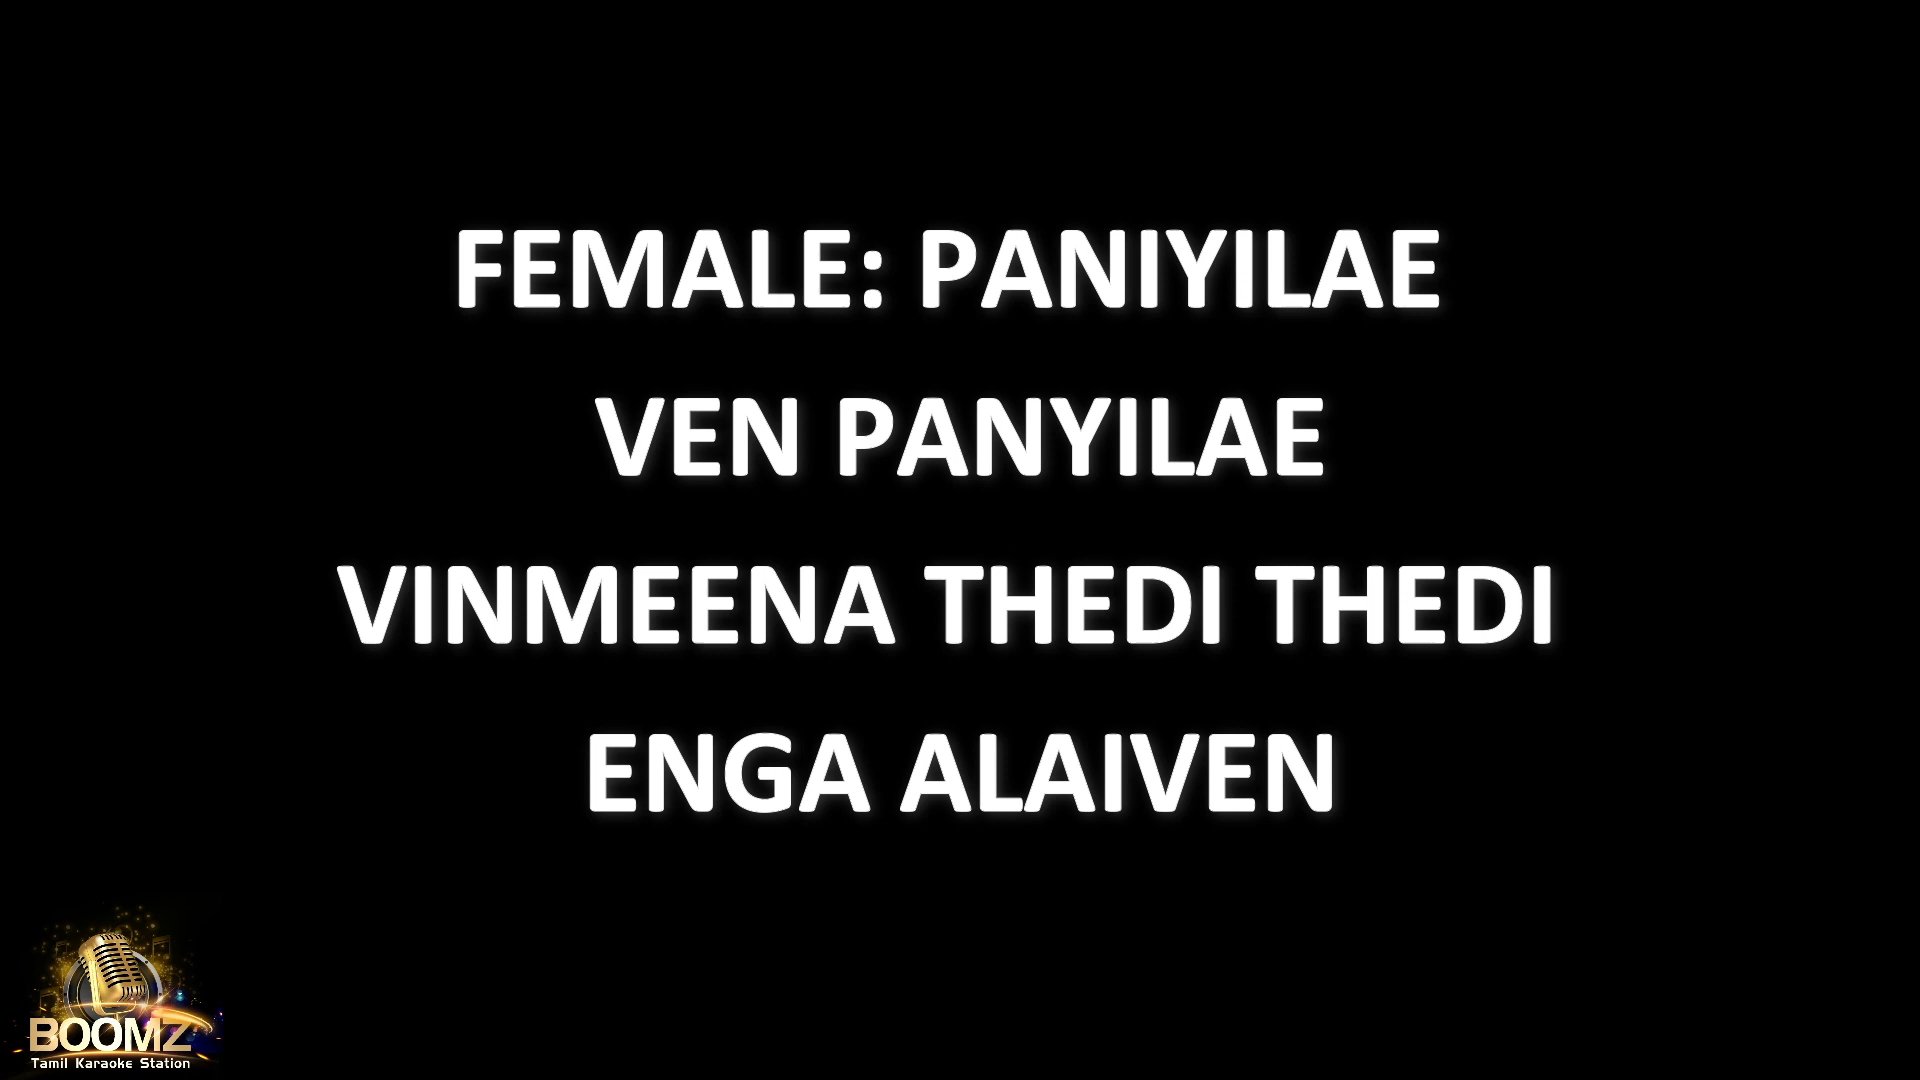 FEMALE: PANIYILAE
VEN PANYILAE
VINMEENA THEDI THEDI
ENGA ALAIVEN
BOOMZ
Tamil Karaoke Station